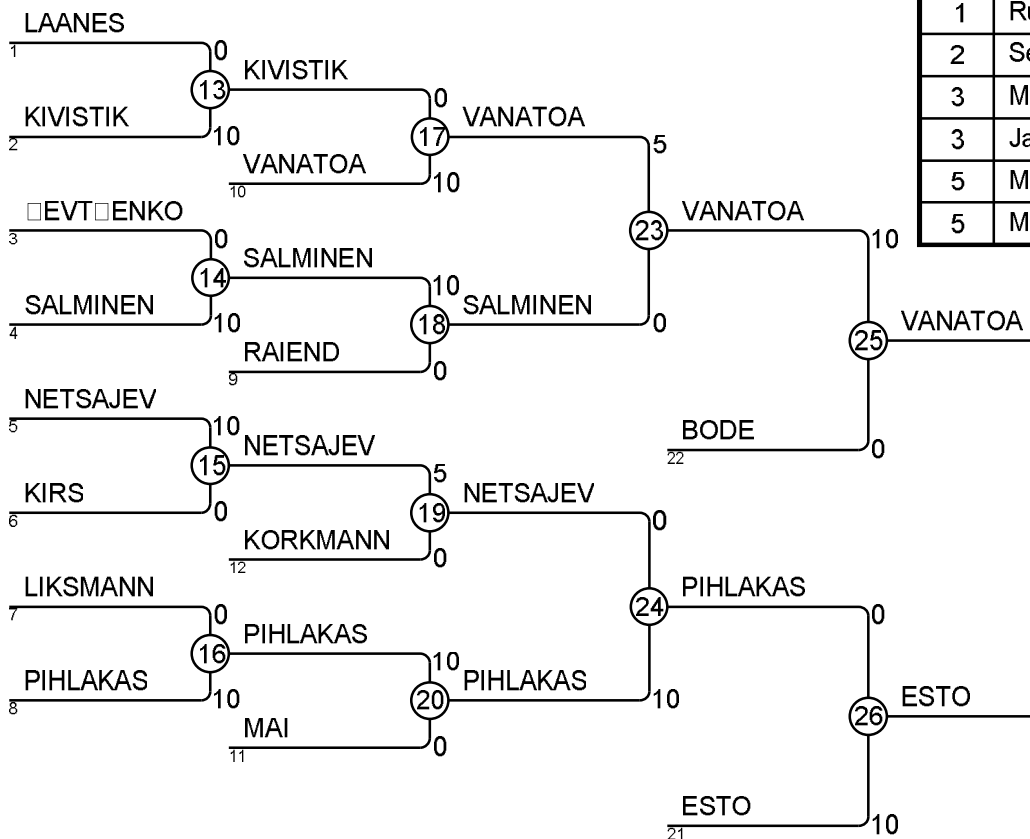 LAANES
1
0
13
KIVISTIK
KIVISTIK
2
10
0
17
VANATOA
VANATOA
10
10
5
□EVT□ENKO
3
0
14
SALMINEN
SALMINEN
4
10
10
18
SALMINEN
RAIEND
9
0
23
VANATOA
0
10
NETSAJEV
5
10
15
NETSAJEV
KIRS
6
0
5
19
NETSAJEV
KORKMANN
12
0
0
BODE
22
0
25
VANATOA
LIKSMANN
7
0
16
PIHLAKAS
PIHLAKAS
8
10
10
20
PIHLAKAS
MAI
11
0
24
PIHLAKAS
10
0
26
ESTO
ESTO
21
10
1
2
3
3
5
5